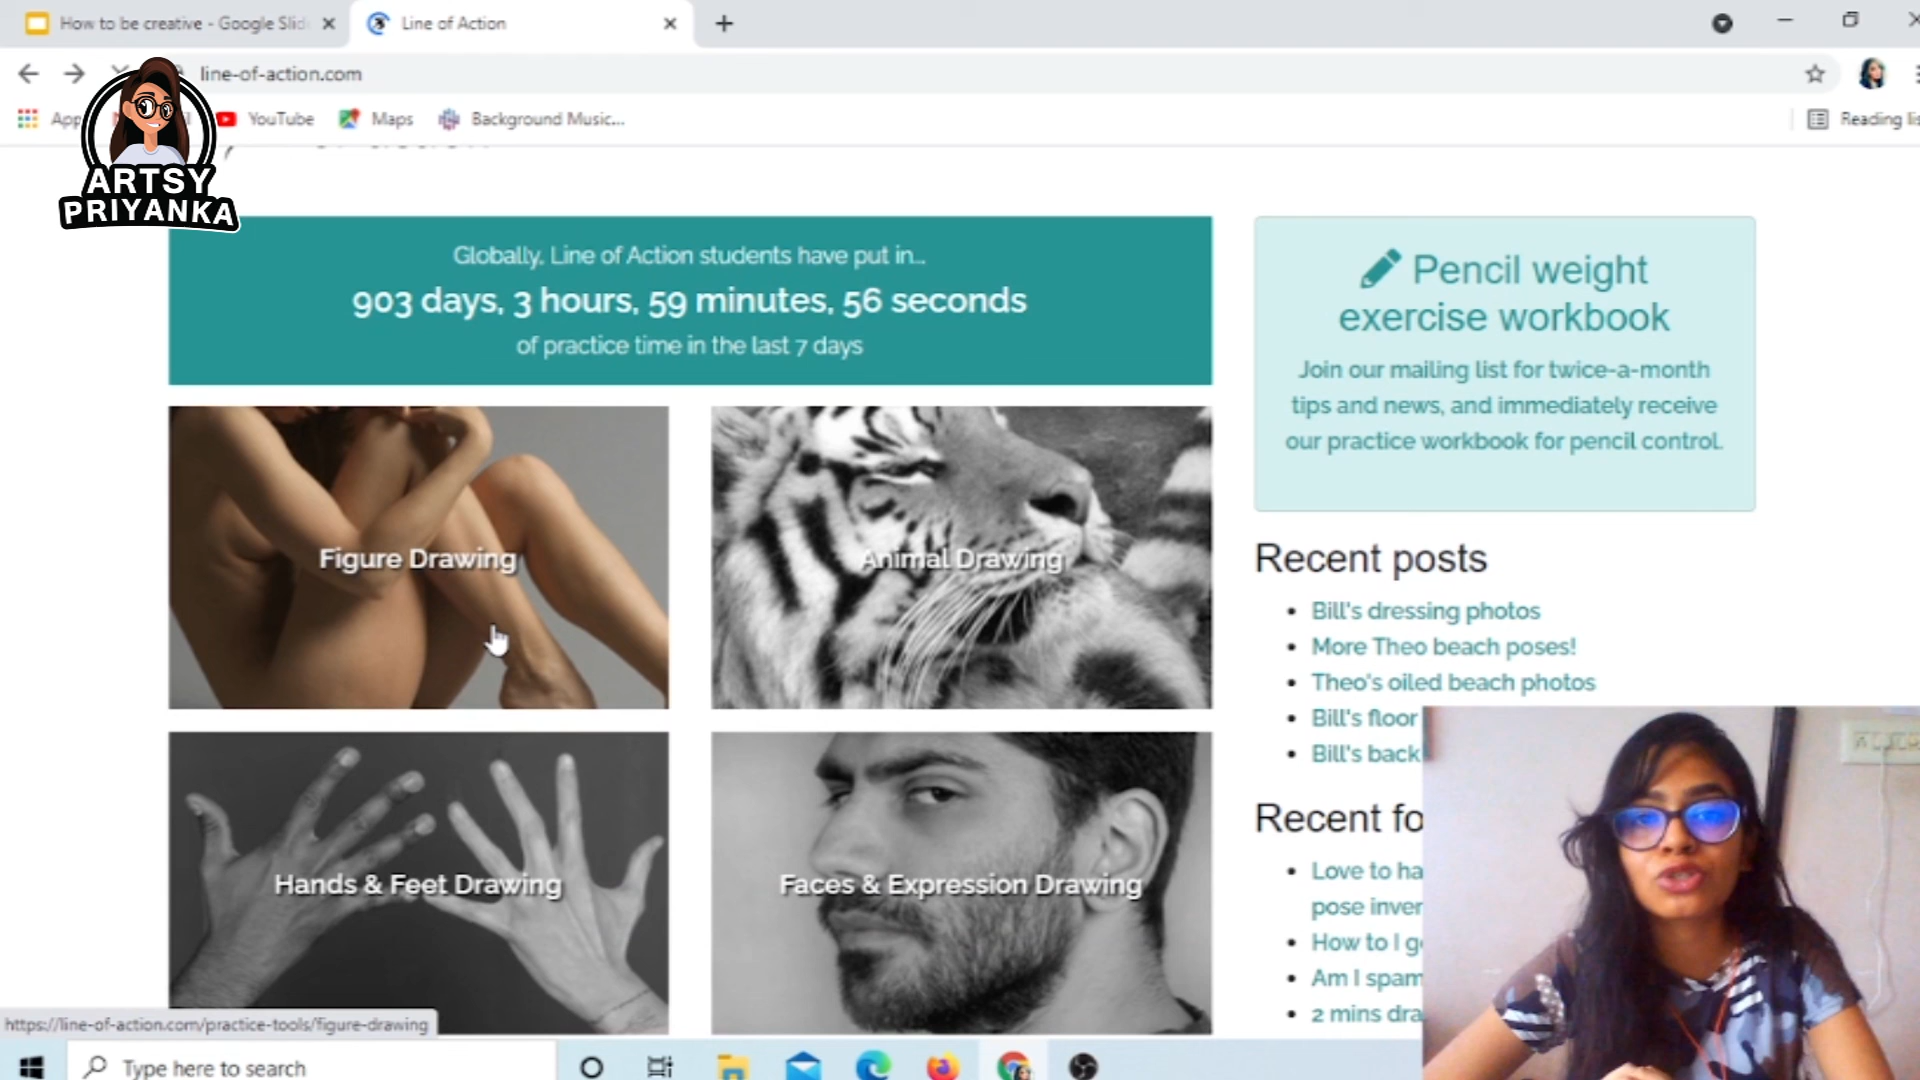 How to be creative - Google Slid
Line of Action
line-of-action.com
App
YouTube
Maps
Background Music...
Reading lis
ARTSY
PRIYANKA
Globally, Line of Action students have put in...
903 days, 3 hours, 59 minutes, 56 seconds
of practice time in the last 7 days
Pencil weight
exercise workbook
Join our mailing list for twice-a-month
tips and news, and immediately receive
our practice workbook for pencil control.
Figure Drawing
Animal Drawing
Hands & Feet Drawing
Faces & Expression Drawing
Recent posts
Bill's dressing photos
More Theo beach poses!
Theo's oiled beach photos
Bill's floor
Bill's back
Recent fo
Love to ha
pose inver
How to I g
Am I spam
2 mins dra
https://line-of-action.com/practice-tools/figure-drawing
Type here to search